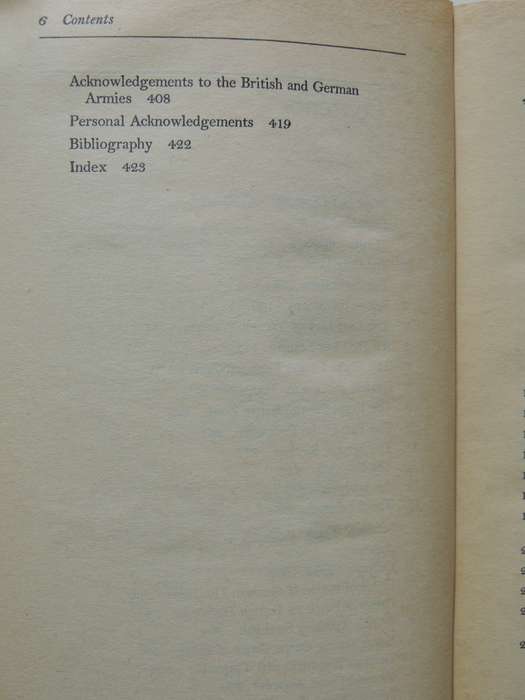 6 Contents
Acknowledgements to the British and German
Armies 408
Personal Acknowledgements 419
Bibliography 422
Index 423